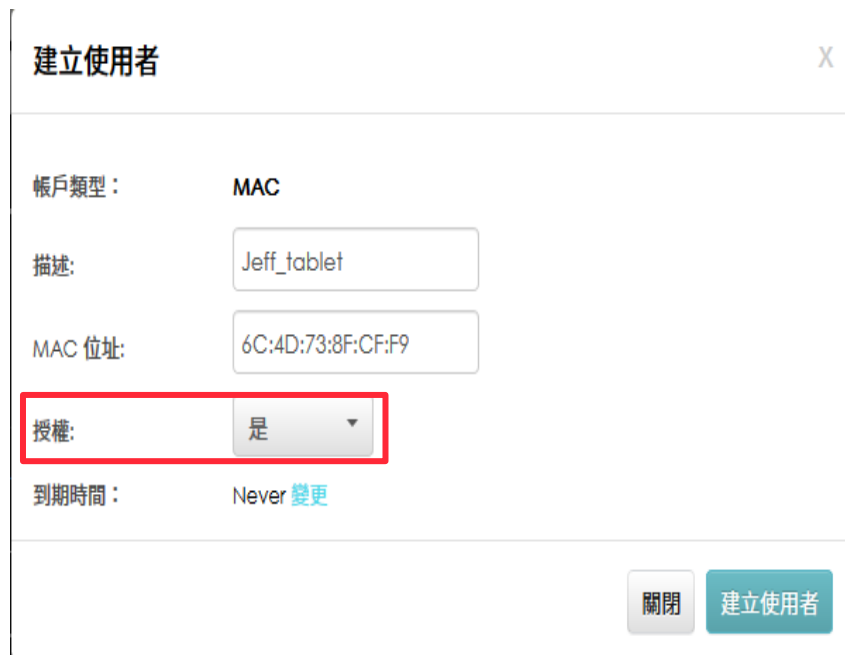 建立使用者 X
帳戶類型： MAC
描述: Jeff_tablet
MAC 位址: 6C:4D:73:8F:CF:F9
授權: 是
到期時間： Never 變更
關閉 建立使用者